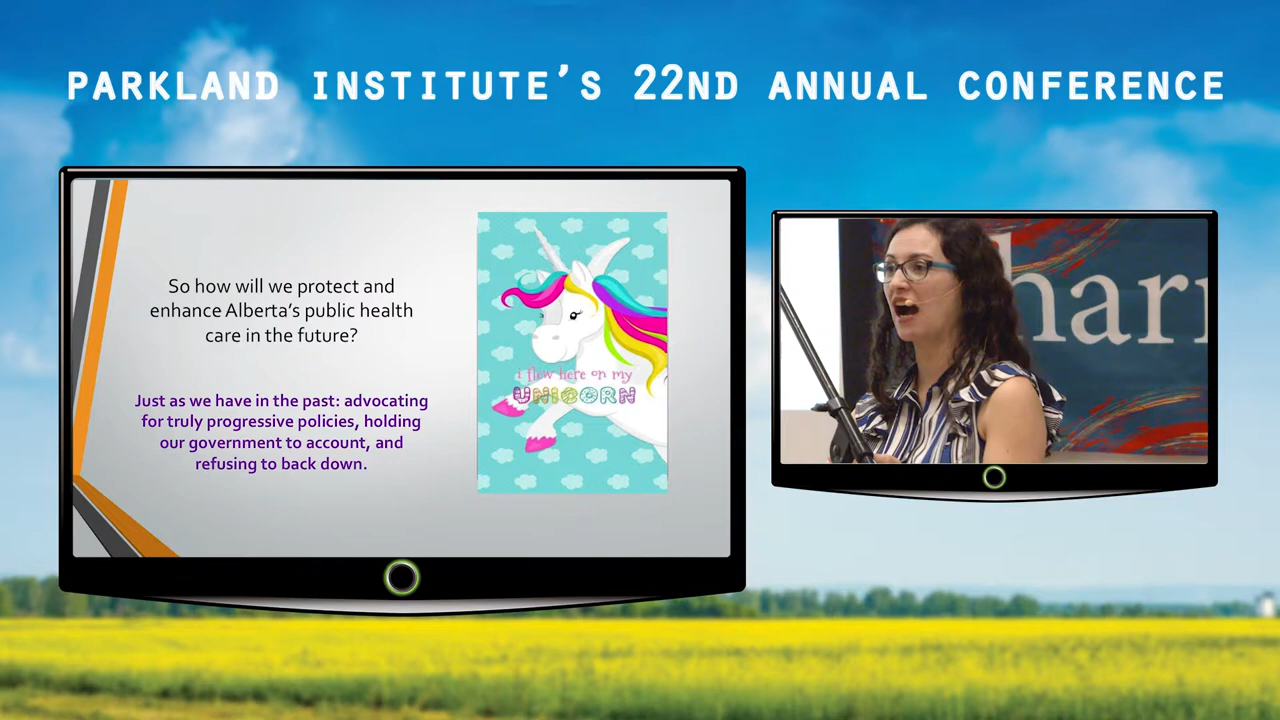 PARKLAND INSTITUTE'S 22ND ANNUAL CONFERENCE
So how will we protect and
enhance Alberta's public health
care in the future?
Just as we have in the past: advocating
for truly progressive policies, holding
our government to account, and
refusing to back down.
i flew here on my
UNICORN
har